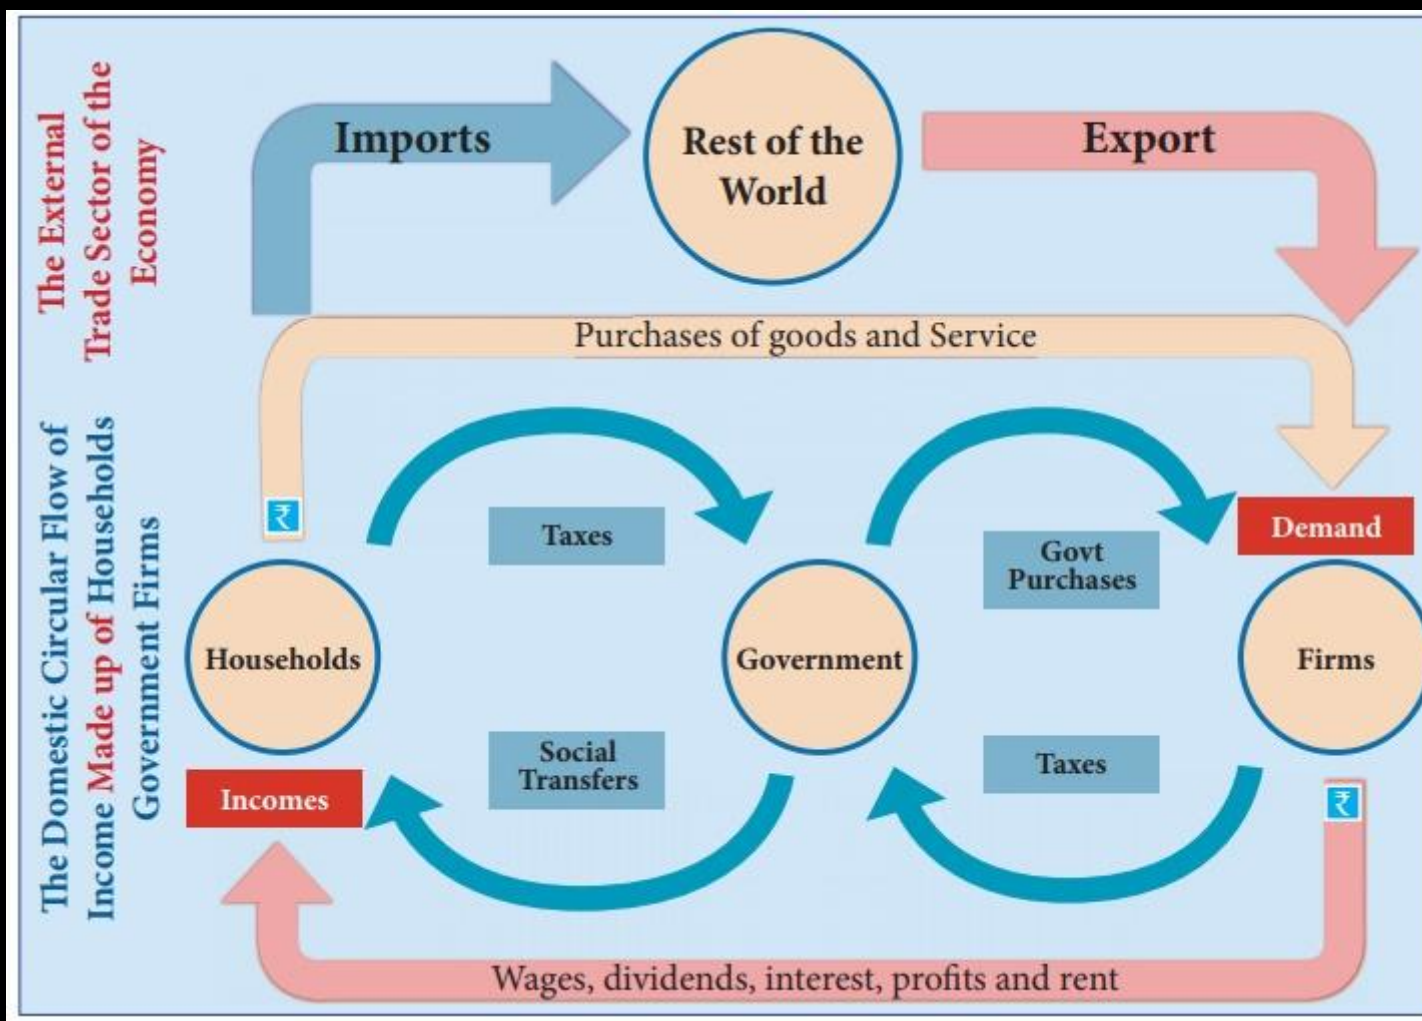 The External
Trade Sector of the
Economy
Imports
Rest of the
World
Export
Purchases of goods and Service
The Domestic Circular Flow of
Income Made up of Households
Government Firms
₹
Taxes
Govt
Purchases
Demand
Households
Government
Firms
Social
Transfers
Taxes
Incomes
₹
Wages, dividends, interest, profits and rent